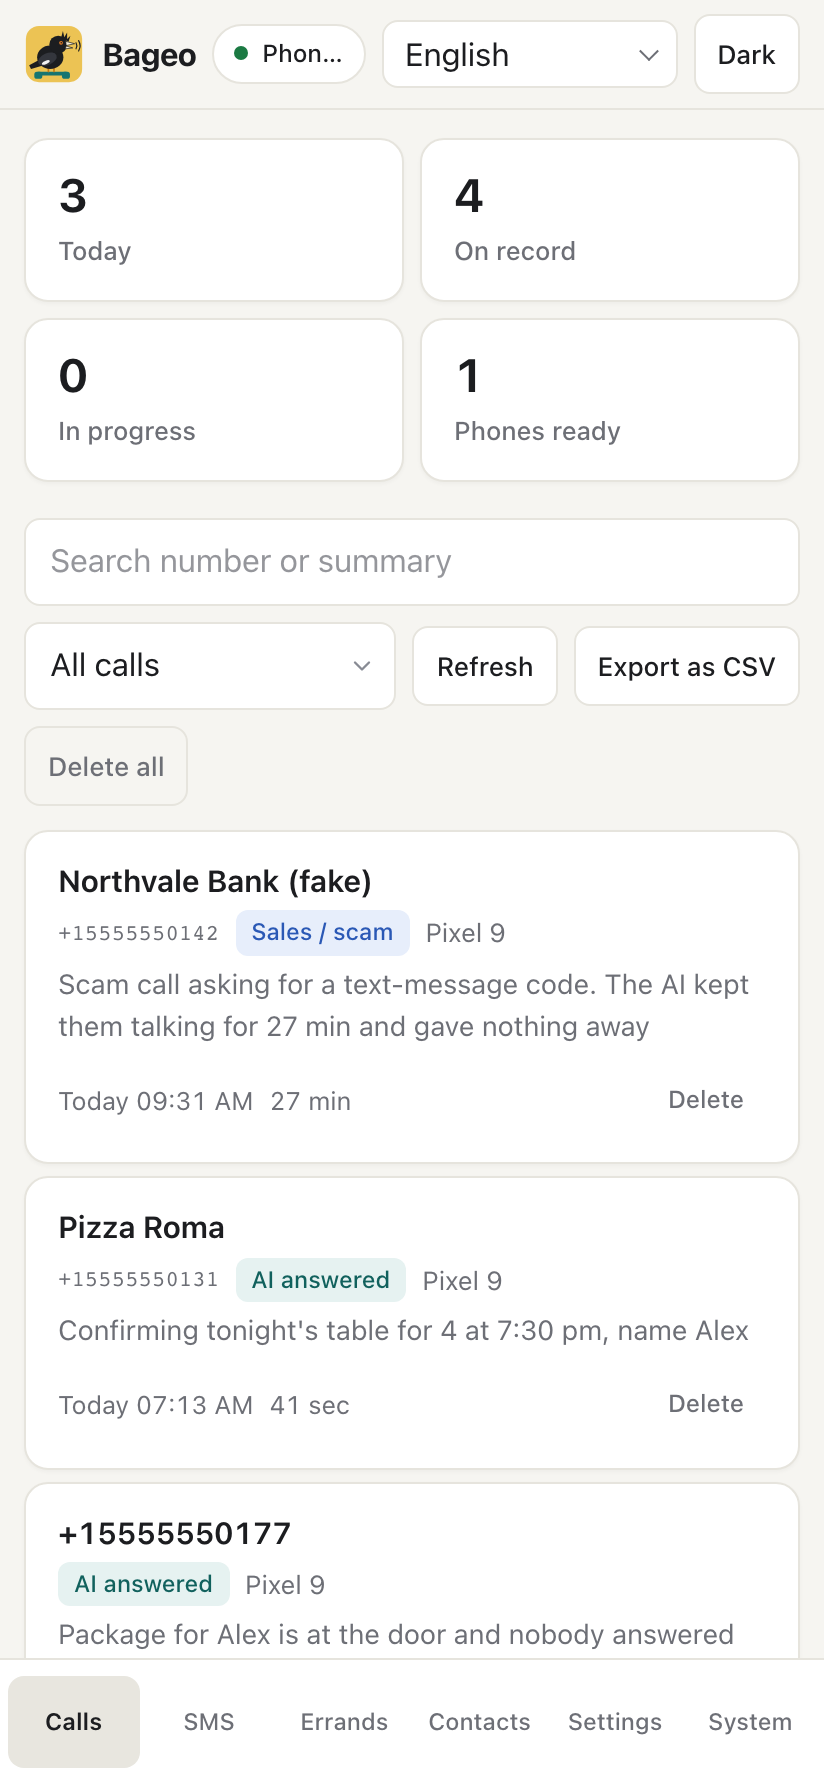 Bageo
Phon...
English
Dark
3
Today
4
On record
0
In progress
1
Phones ready
Search number or summary
All calls
Refresh
Export as CSV
Delete all
Northvale Bank (fake)
+15555550142 Sales / scam Pixel 9
Scam call asking for a text-message code. The AI kept
them talking for 27 min and gave nothing away
Today 09:31 AM 27 min Delete
Pizza Roma
+15555550131 AI answered Pixel 9
Confirming tonight's table for 4 at 7:30 pm, name Alex
Today 07:13 AM 41 sec Delete
+15555550177
AI answered Pixel 9
Package for Alex is at the door and nobody answered
Calls SMS Errands Contacts Settings System